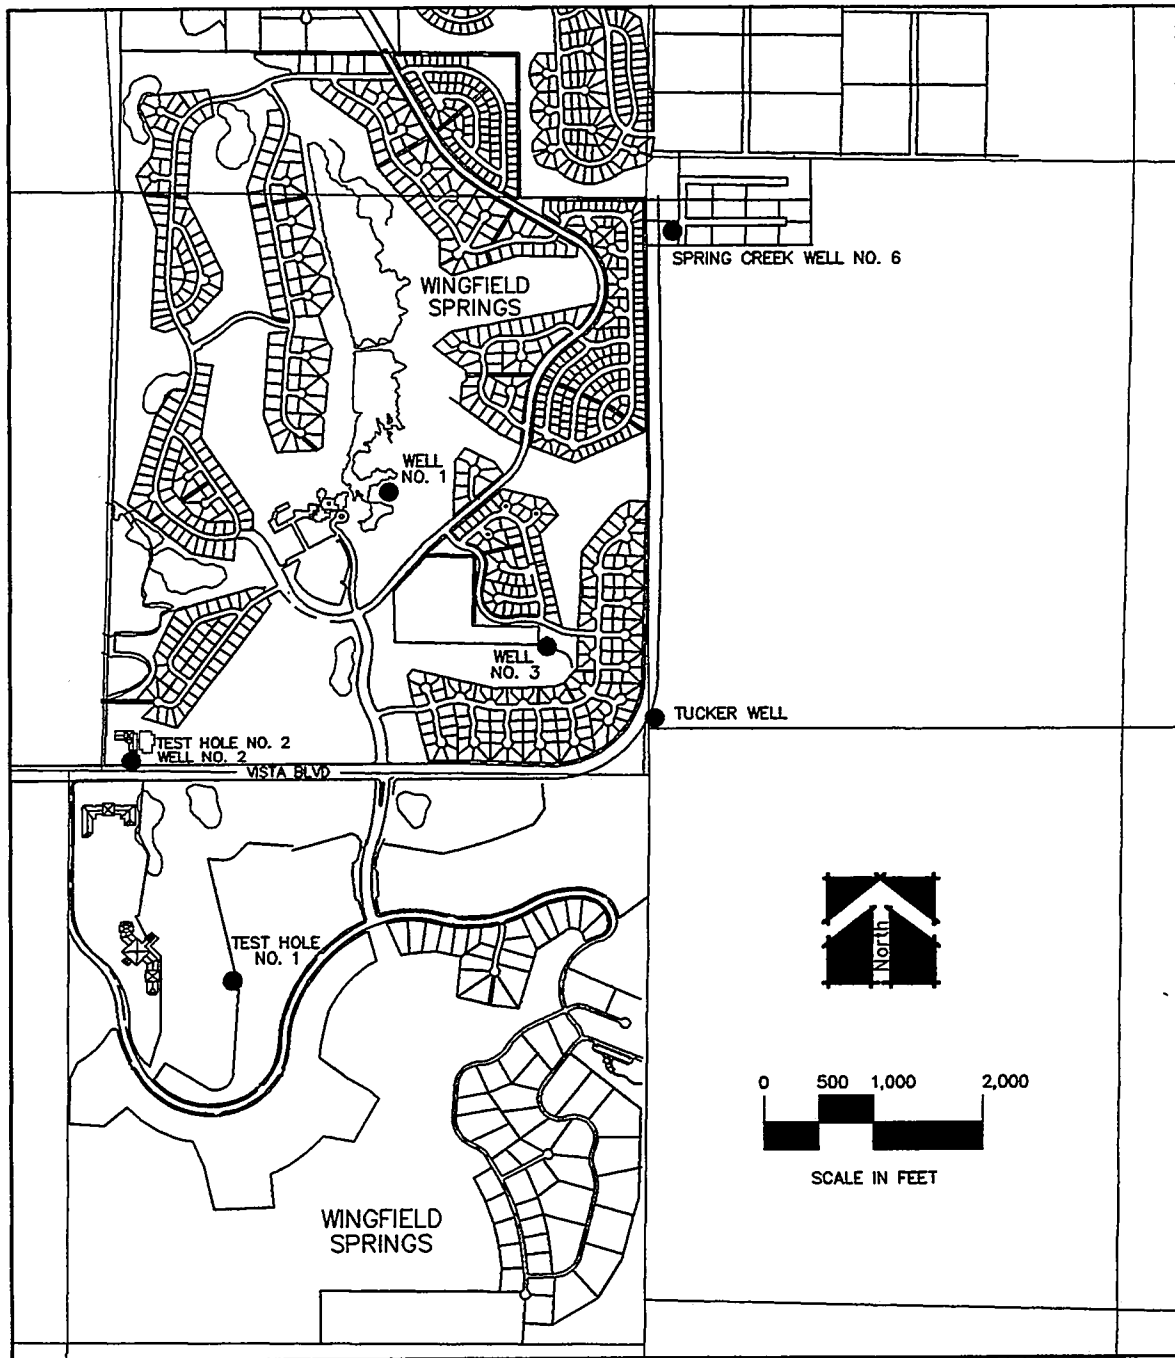 SPRING CREEK WELL NO. 6
WINGFIELD
SPRINGS
WELL
NO. 1
WELL
NO. 3
TUCKER WELL
TEST HOLE NO. 2
WELL NO. 2
VISTA BLVD
TEST HOLE
NO. 1
North
0 500 1,000 2,000
SCALE IN FEET
WINGFIELD
SPRINGS